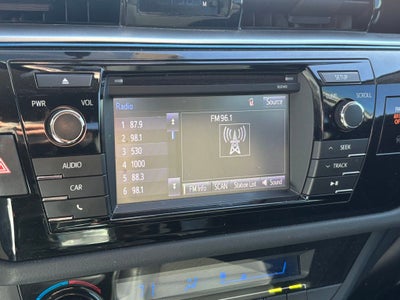 M
SETUP
PWR VOL
SCROLL
Radio
Source
FM 96.1
1 87.9
2 98.1
3 530
4 1000
5 88.3
6 98.1
FM Info SCAN Station List Sound
AUDIO
CAR
SEEK
TRACK